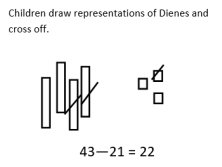 Children draw representations of Dienes and
cross off.
43—21 = 22